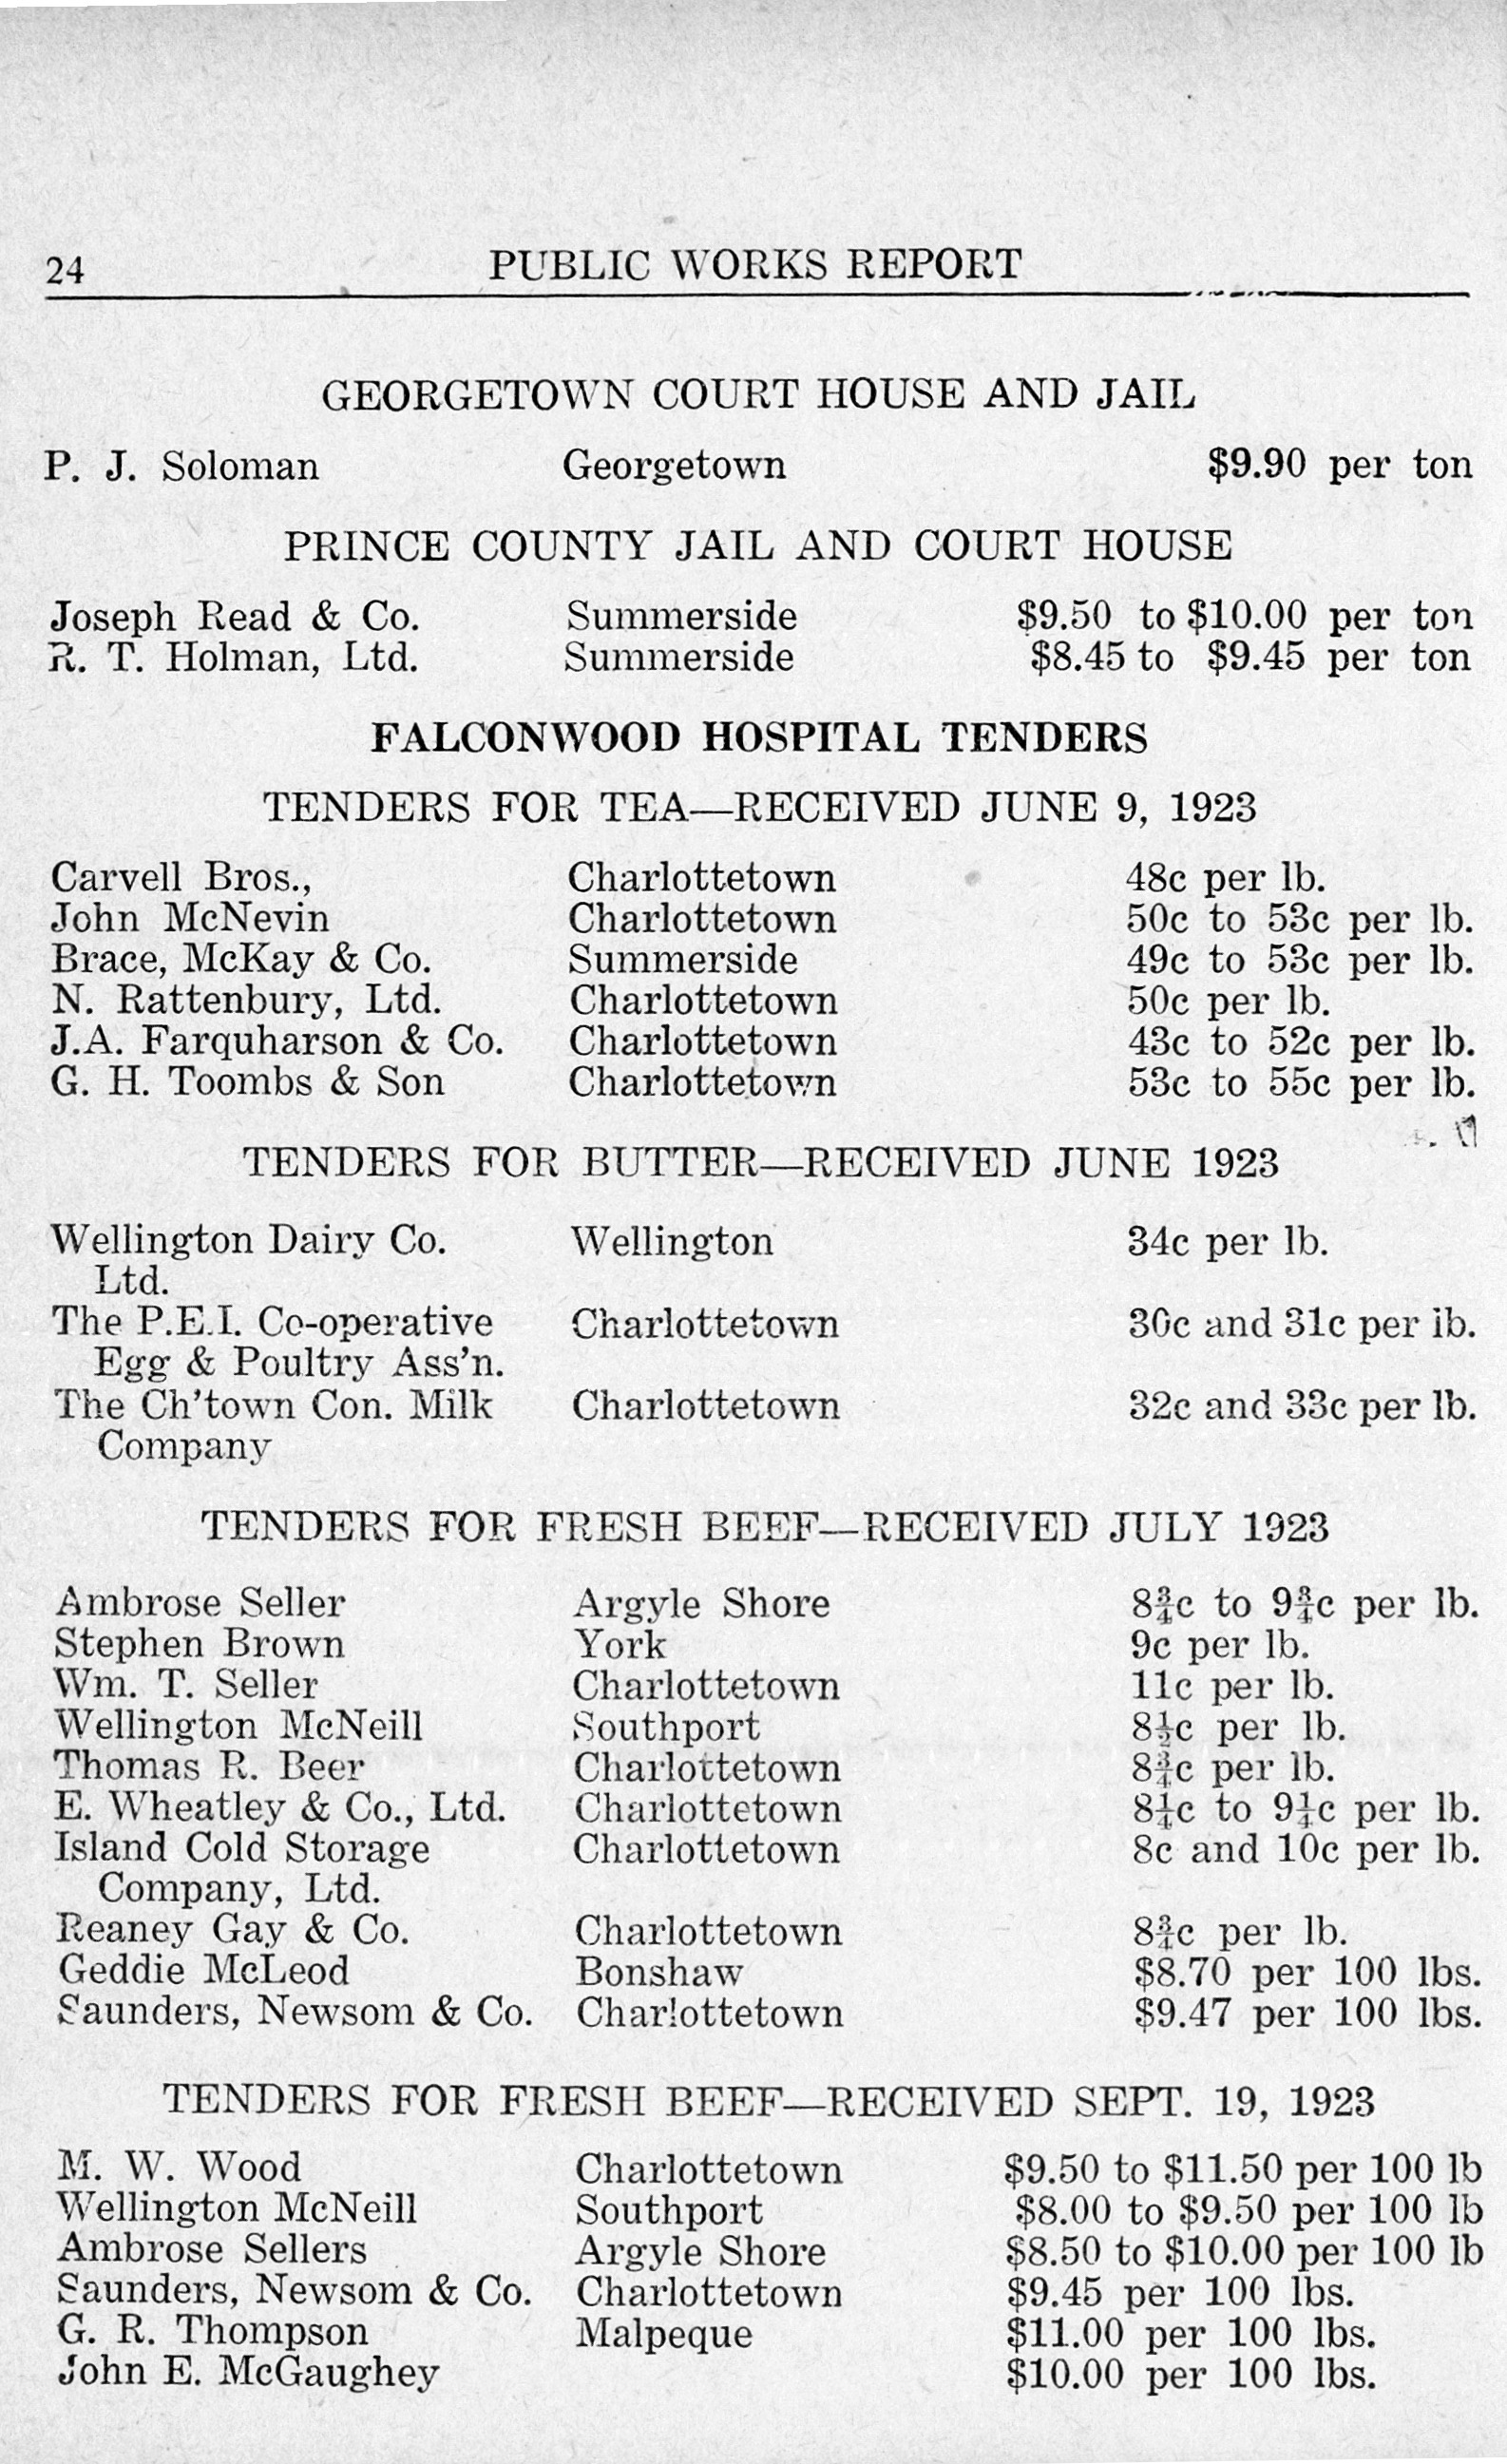 24 PUBLIC WORKS REPORT
GEORGETOWN COURT HOUSE AND JAIL
P. J. Soloman Georgetown $9.90 per ton
PRINCE COUNTY JAIL AND COURT HOUSE
Joseph Read & Co. Summerside $9.50 to $10.00 per ton
R. T. Holman, Ltd. Summerside $8.45 to $9.45 per ton
FALCONWOOD HOSPITAL TENDERS
TENDERS FOR TEA—RECEIVED JUNE 9, 1923
Carvell Bros., Charlottetown 48c per lb.
John McNevin Charlottetown 50c to 53c per lb.
Brace, McKay & Co. Summerside 49c to 53c per lb.
N. Rattenbury, Ltd. Charlottetown 50c per lb.
J.A. Farquharson & Co. Charlottetown 43c to 52c per lb.
G. H. Toombs & Son Charlottetown 53c to 55c per lb.
TENDERS FOR BUTTER—RECEIVED JUNE 1923
Wellington Dairy Co. Wellington 34c per lb.
Ltd.
The P.E.I. Co-operative Charlottetown 30c and 31c per lb.
Egg & Poultry Ass'n.
The Ch'town Con. Milk Charlottetown 32c and 33c per lb.
Company
TENDERS FOR FRESH BEEF—RECEIVED JULY 1923
Ambrose Seller Argyle Shore 8¾c to 9¾c per lb.
Stephen Brown York 9c per lb.
Wm. T. Seller Charlottetown 11c per lb.
Wellington McNeill Southport 8½c per lb.
Thomas R. Beer Charlottetown 8¾c per lb.
E. Wheatley & Co., Ltd. Charlottetown 8¼c to 9¼c per lb.
Island Cold Storage Charlottetown 8c and 10c per lb.
Company, Ltd.
Reaney Gay & Co. Charlottetown 8¾c per lb.
Geddie McLeod Bonshaw $8.70 per 100 lbs.
Saunders, Newsom & Co. Charlottetown $9.47 per 100 lbs.
TENDERS FOR FRESH BEEF—RECEIVED SEPT. 19, 1923
M. W. Wood Charlottetown $9.50 to $11.50 per 100 lb
Wellington McNeill Southport $8.00 to $9.50 per 100 lb
Ambrose Sellers Argyle Shore $8.50 to $10.00 per 100 lb
Saunders, Newsom & Co. Charlottetown $9.45 per 100 lbs.
G. R. Thompson Malpeque $11.00 per 100 lbs.
John E. McGaughey $10.00 per 100 lbs.